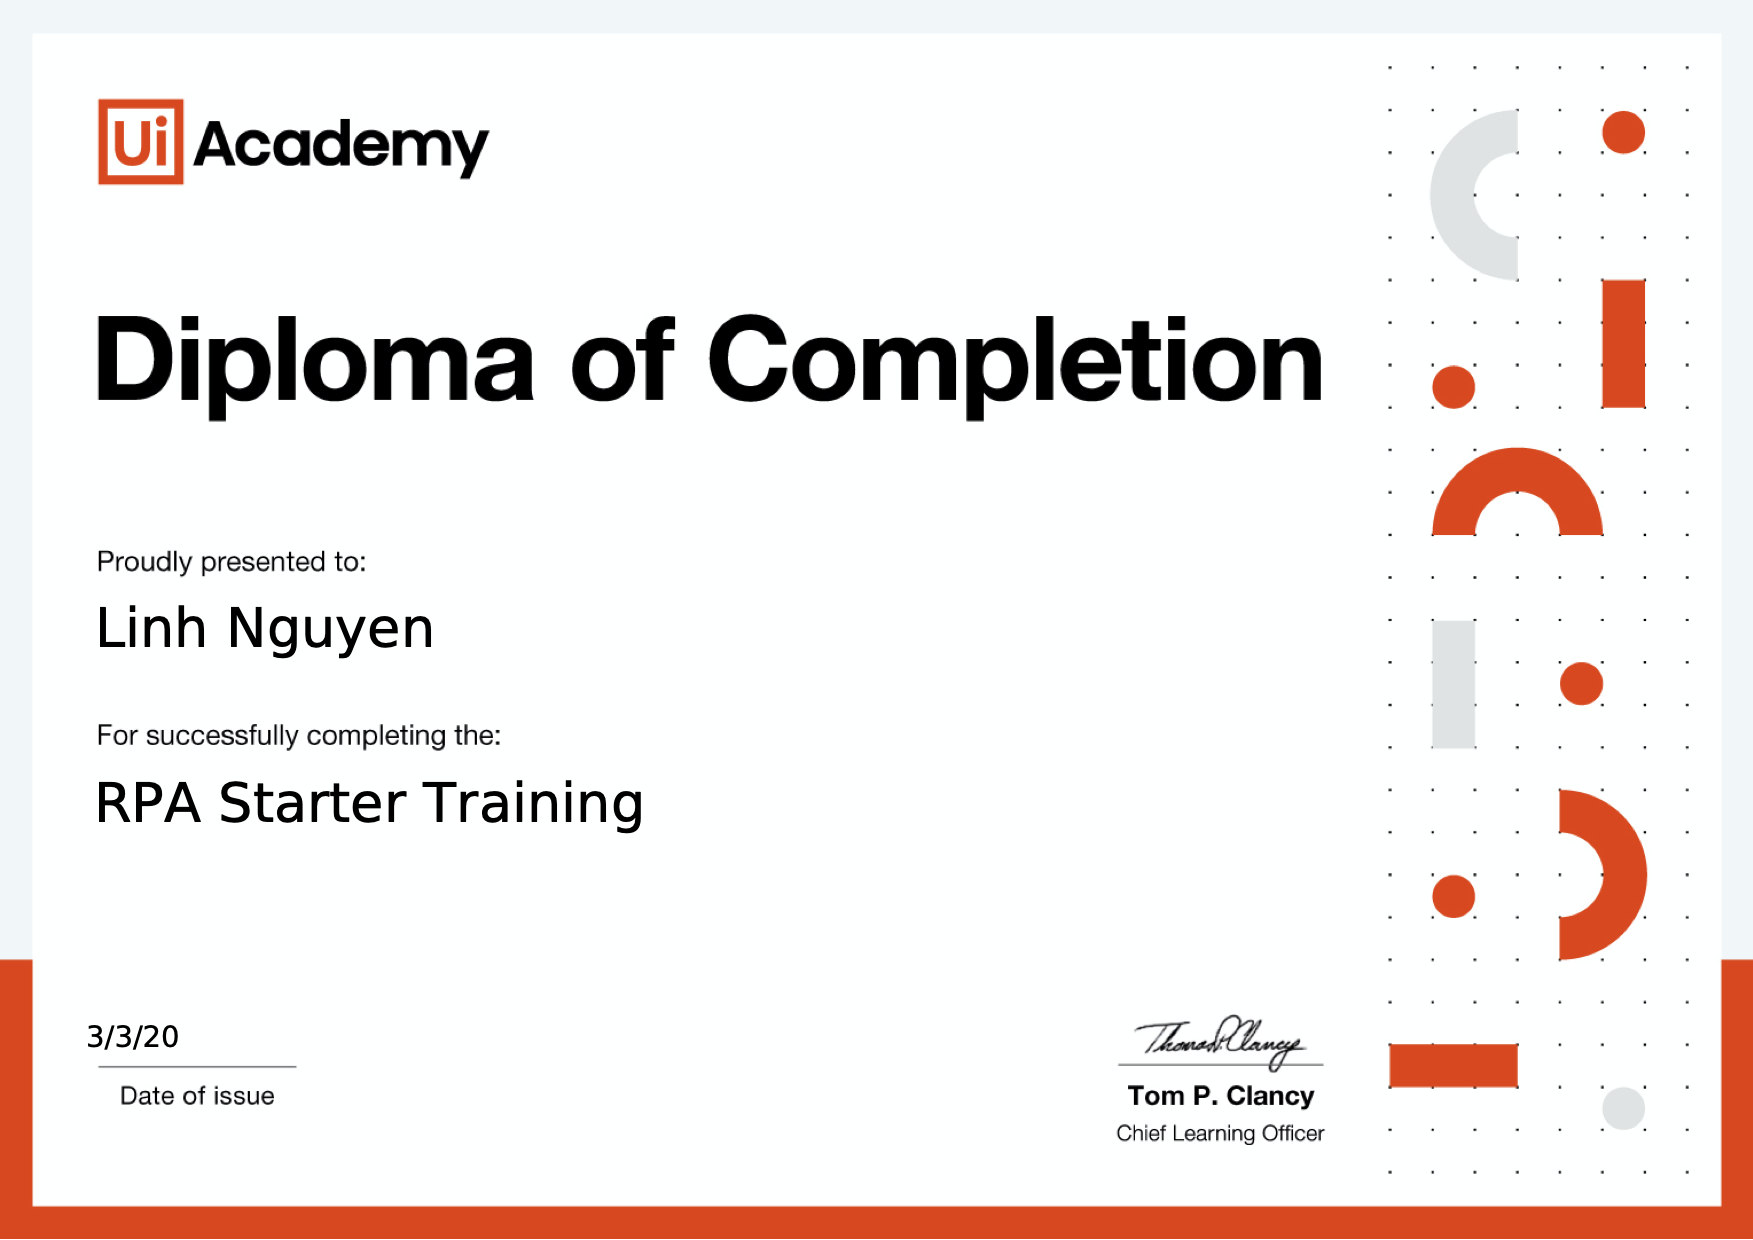 Ui Academy
Diploma of Completion
Proudly presented to:
Linh Nguyen
For successfully completing the:
RPA Starter Training
3/3/20
Date of issue
Thomas P. Clancy
Tom P. Clancy
Chief Learning Officer